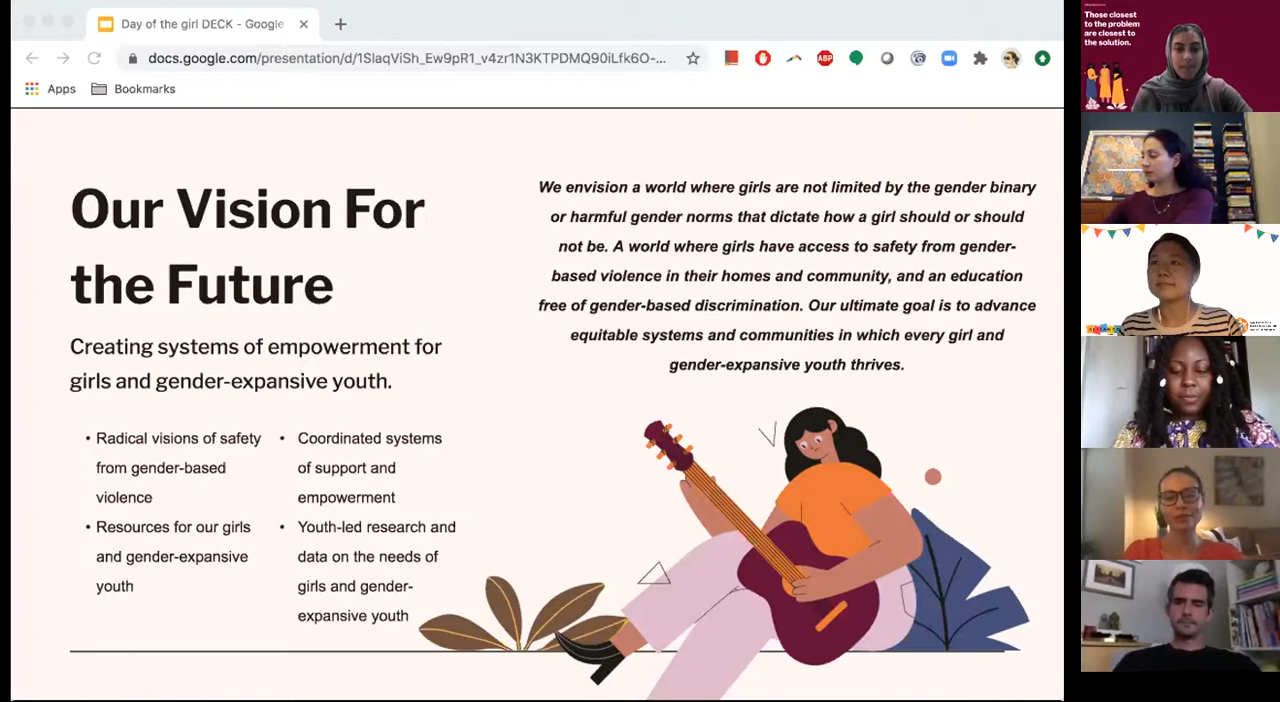 Day of the girl DECK - Google
docs.google.com/presentation/d/1SlaqViSh_Ew9pR1_v4zr1N3KTPDMQ90iLfk6O-...
ABP
Apps
Bookmarks
Our Vision For
the Future
Creating systems of empowerment for
girls and gender-expansive youth.
• Radical visions of safety
from gender-based
violence
• Resources for our girls
and gender-expansive
youth
• Coordinated systems
of support and
empowerment
• Youth-led research and
data on the needs of
girls and gender-
expansive youth
We envision a world where girls are not limited by the gender binary
or harmful gender norms that dictate how a girl should or should
not be. A world where girls have access to safety from gender-
based violence in their homes and community, and an education
free of gender-based discrimination. Our ultimate goal is to advance
equitable systems and communities in which every girl and
gender-expansive youth thrives.
Those closest
to the problem
are closest to
the solution.